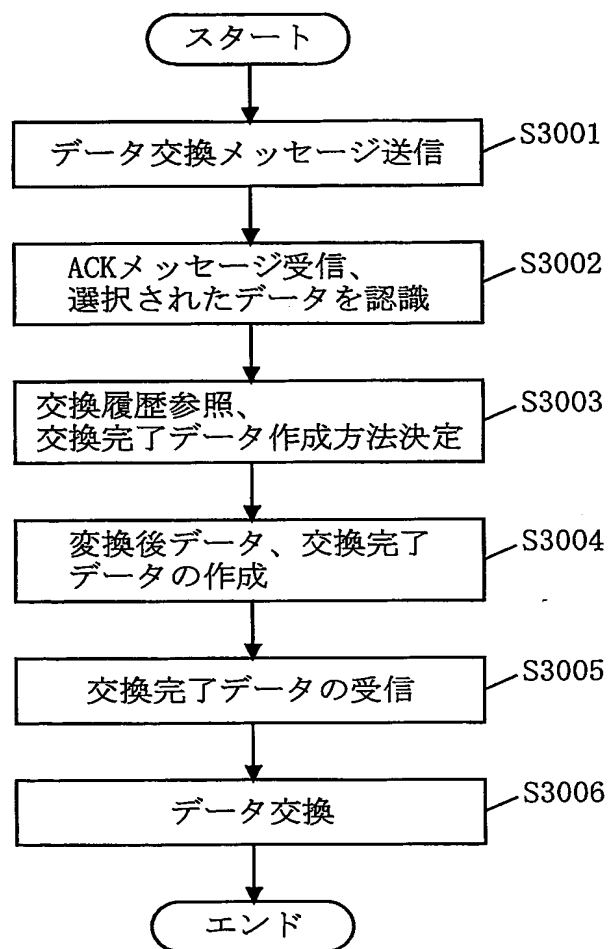 スタート
データ交換メッセージ送信
S3001
ACKメッセージ受信、
選択されたデータを認識
S3002
交換履歴参照、
交換完了データ作成方法決定
S3003
変換後データ、交換完了
データの作成
S3004
交換完了データの受信
S3005
データ交換
S3006
エンド